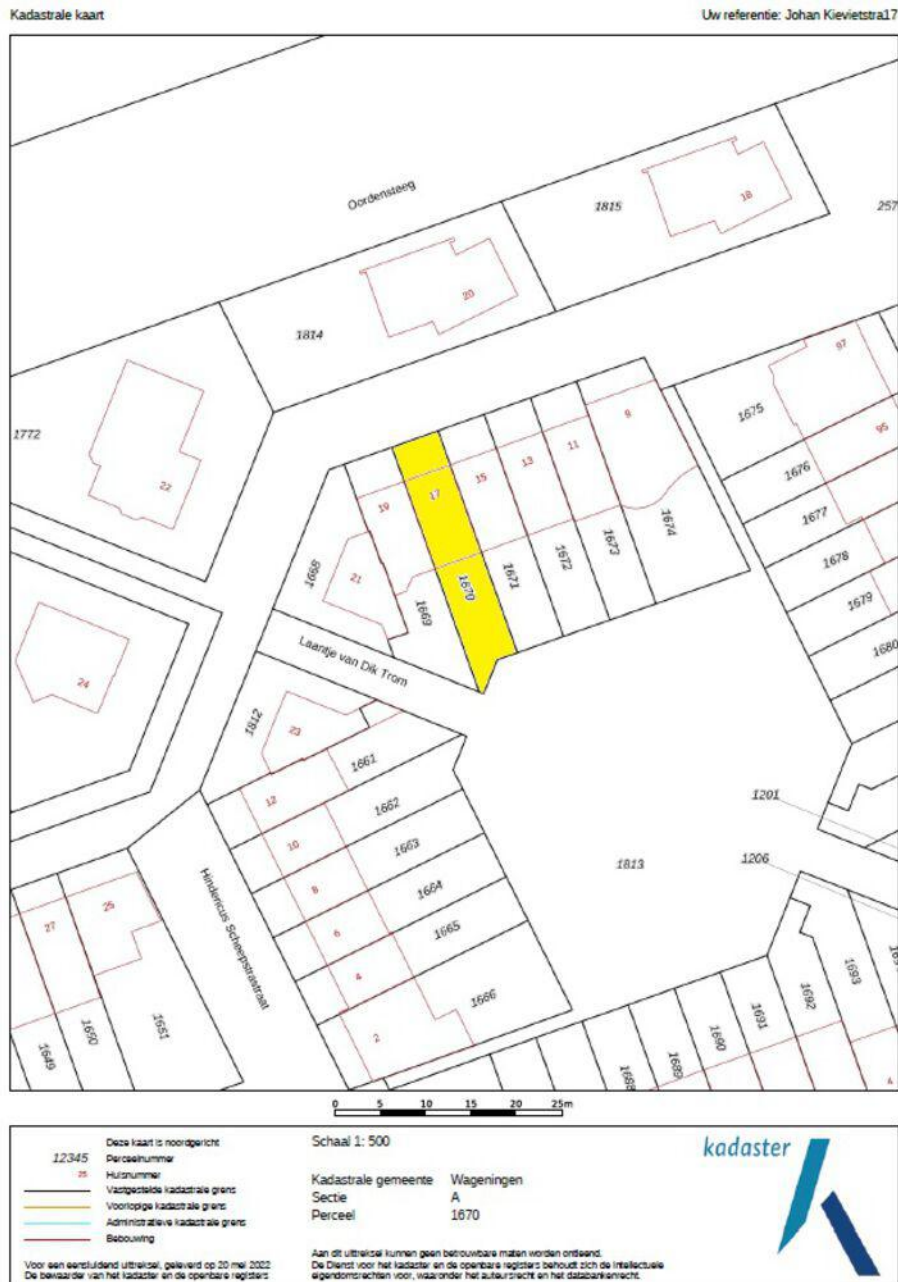 Kadastrale kaart
Uw referentie: Johan Kievietstra17
Oordensteeg
1815
18
257
20
1814
1772
22
97
1675
95
9
11
13
15
17
19
1676
1677
1678
1679
1680
1674
1673
1672
1671
1670
1669
1668
21
Laantje van Dik Trom
24
1812
23
1661
12
1662
10
1663
8
1664
6
1665
4
1666
2
Hindericus Scheepstrastraat
1201
1206
1813
27
25
1649
1650
1651
1688
1689
1690
1691
1692
1693
4
0 5 10 15 20 25m
Deze kaart is noordgericht
12345 Perceelnummer
25 Huisnummer
Vastgestelde kadastrale grens
Voorlopige kadastrale grens
Administratieve kadastrale grens
Bebouwing
Voor een eensluidend uittreksel, geleverd op 20 mei 2022
De bewaarder van het kadaster en de openbare registers
Schaal 1: 500
Kadastrale gemeente Wageningen
Sectie A
Perceel 1670
Aan dit uittreksel kunnen geen betrouwbare maten worden ontleend.
De Dienst voor het kadaster en de openbare registers behoudt zich de intellectuele
eigendomsrechten voor, waaronder het auteursrecht en het databankenrecht.
kadaster